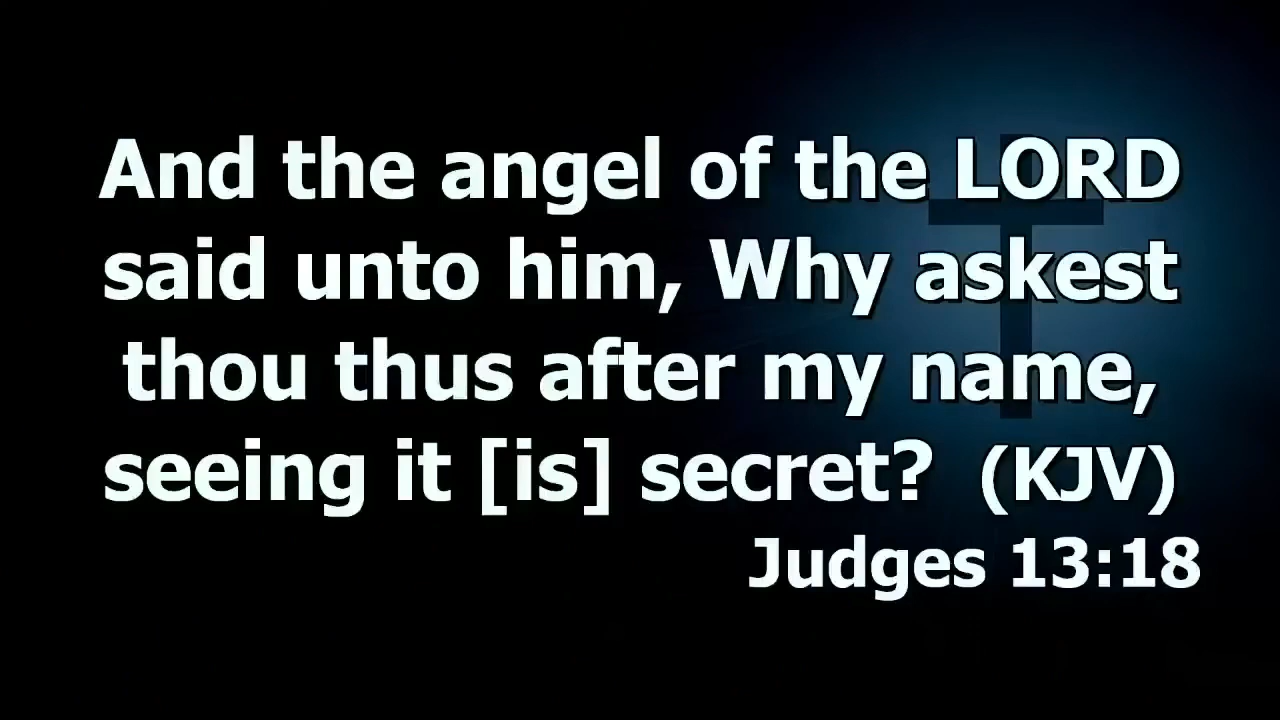 And the angel of the LORD
said unto him, Why askest
thou thus after my name,
seeing it [is] secret? (KJV)
Judges 13:18